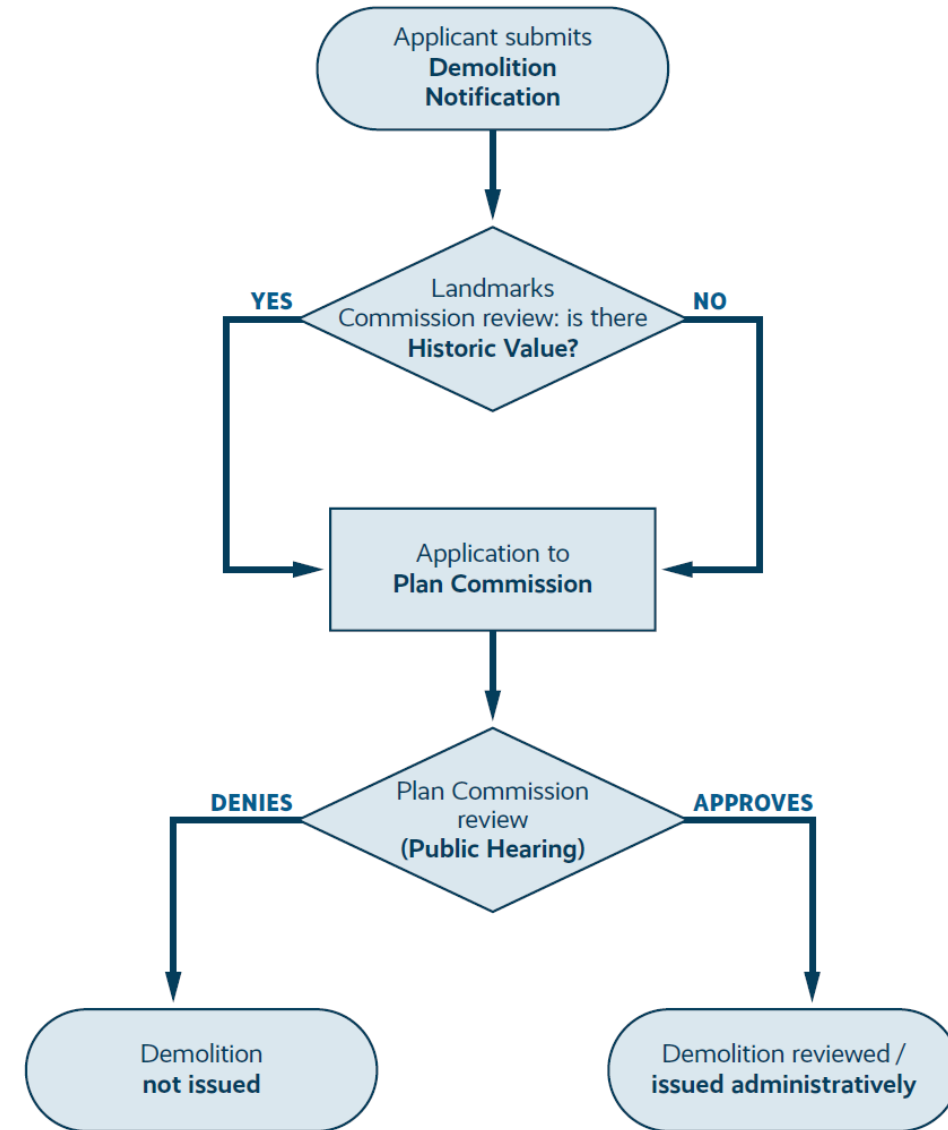 Applicant submits
Demolition
Notification
YES
NO
Landmarks
Commission review: is there
Historic Value?
Application to
Plan Commission
DENIES
APPROVES
Plan Commission
review
(Public Hearing)
Demolition
not issued
Demolition reviewed /
issued administratively